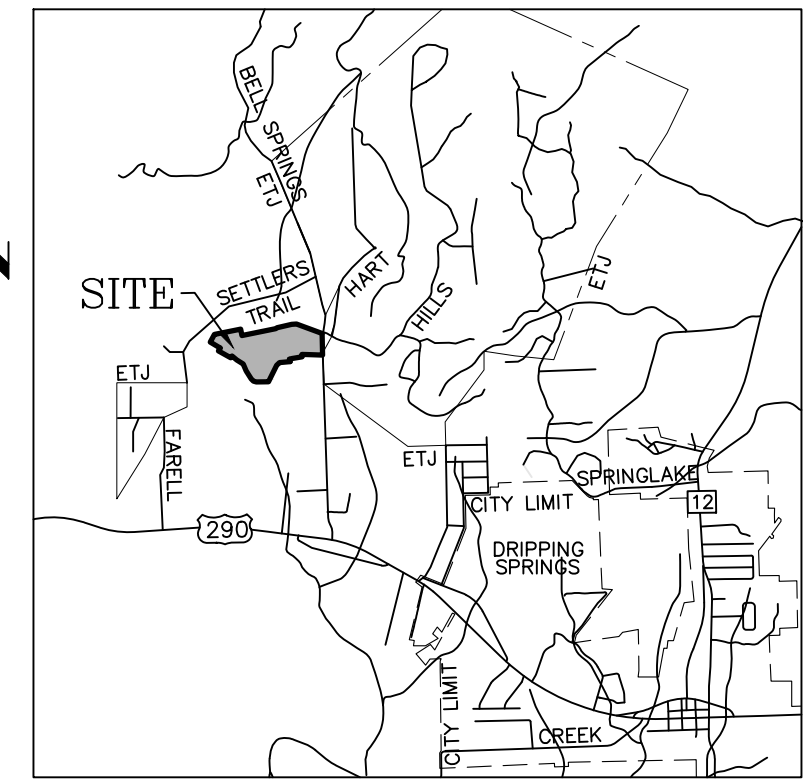 BELL SPRINGS
ETJ
SETTLERS
TRAIL
HART
HILLS
ETJ
SITE
ETJ
FARELL
ETJ
SPRINGLAKE
CITY LIMIT
12
290
DRIPPING
SPRINGS
CITY LIMIT
CREEK